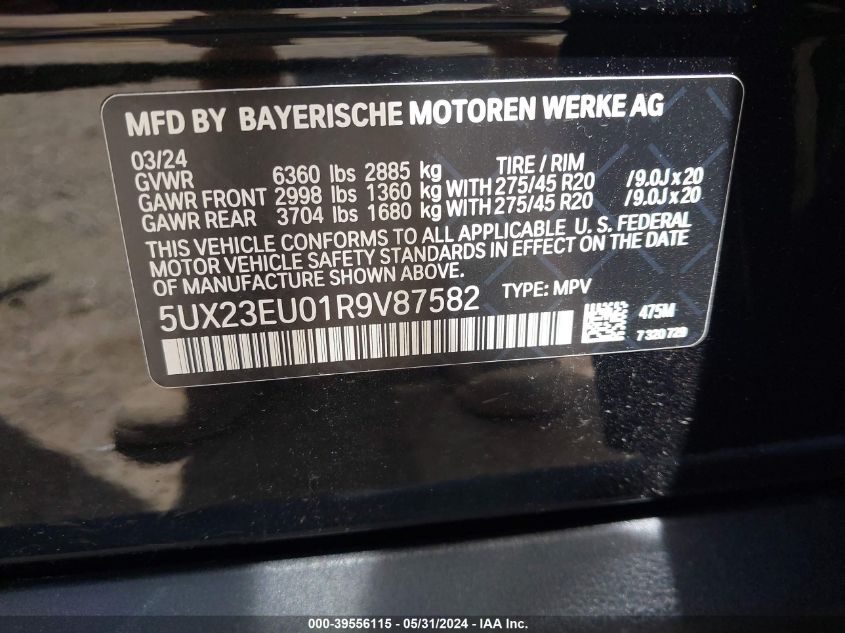 MFD BY BAYERISCHE MOTOREN WERKE AG
03/24 TIRE / RIM
GVWR 6360 lbs 2885 kg
GAWR FRONT 2998 lbs 1360 kg WITH 275/45 R20 /9.0J x 20
GAWR REAR 3704 lbs 1680 kg WITH 275/45 R20 /9.0J x 20
THIS VEHICLE CONFORMS TO ALL APPLICABLE U. S. FEDERAL
MOTOR VEHICLE SAFETY STANDARDS IN EFFECT ON THE DATE
OF MANUFACTURE SHOWN ABOVE.
5UX23EU01R9V87582 TYPE: MPV
475M
7 320 729
000-39556115 - 05/31/2024 - IAA Inc.